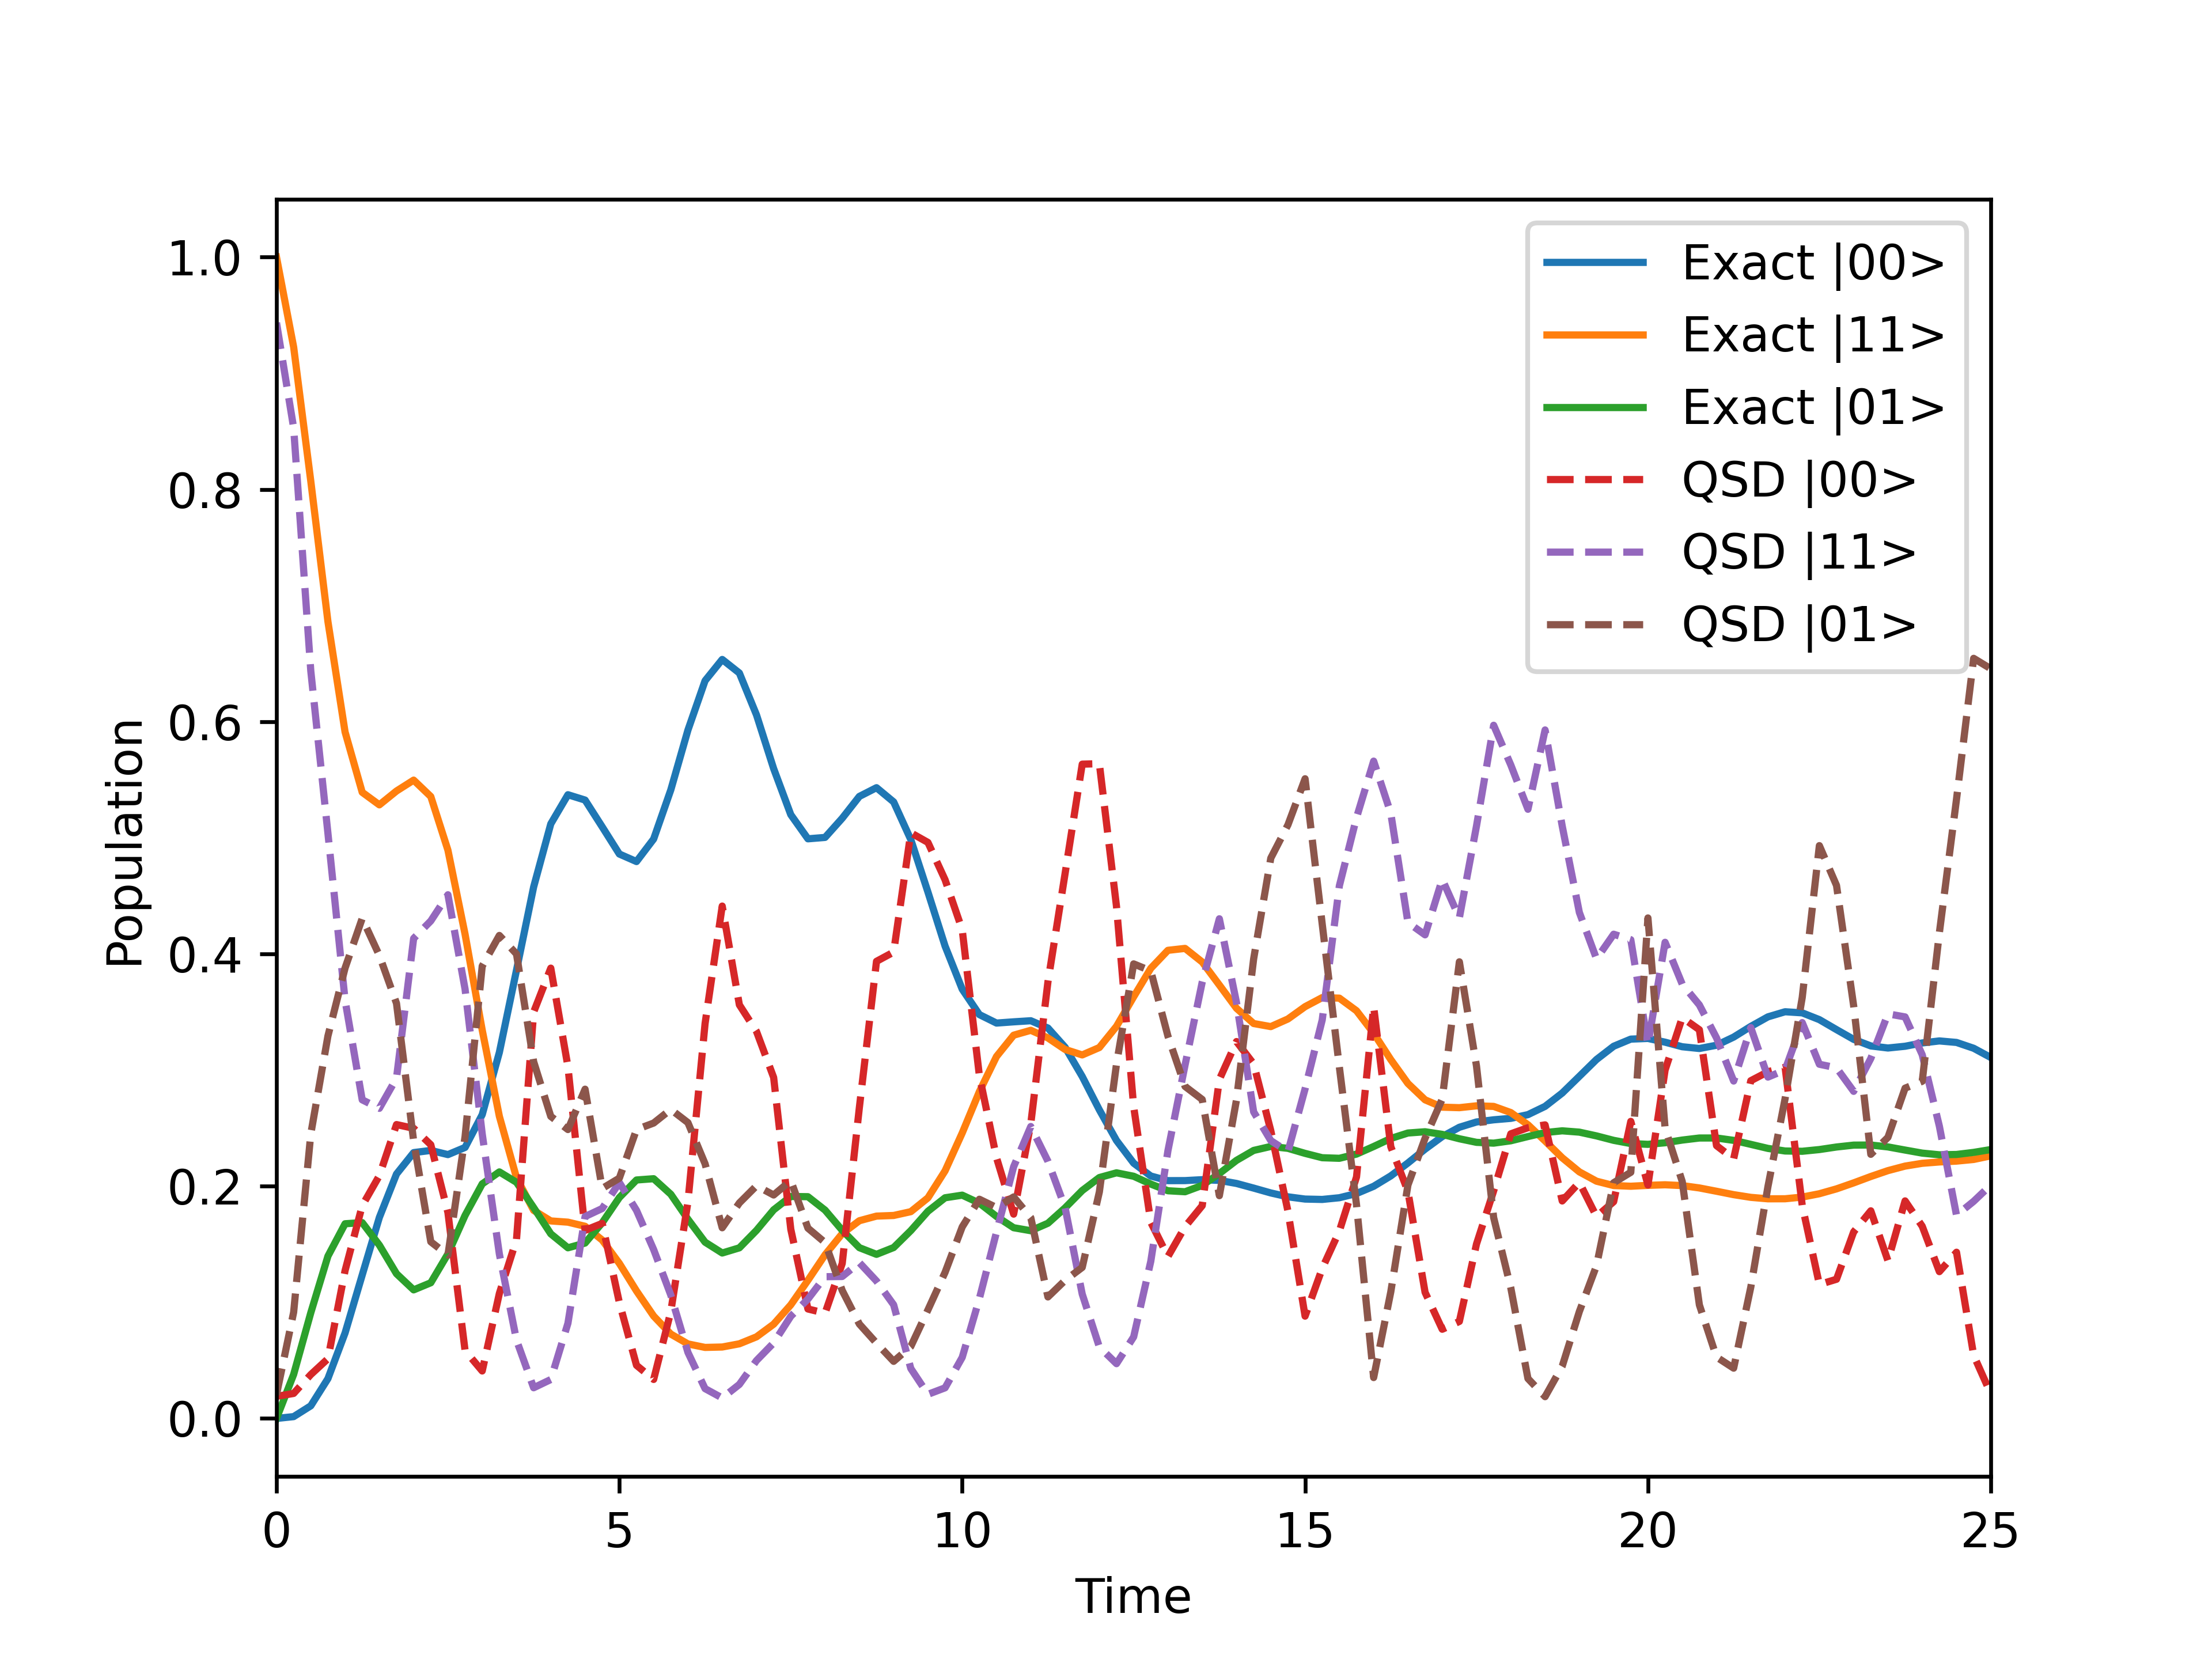 Exact |00>
Exact |11>
Exact |01>
QSD |00>
QSD |11>
QSD |01>
1.0
0.8
0.6
0.4
0.2
0.0
Population
0 5 10 15 20 25
Time